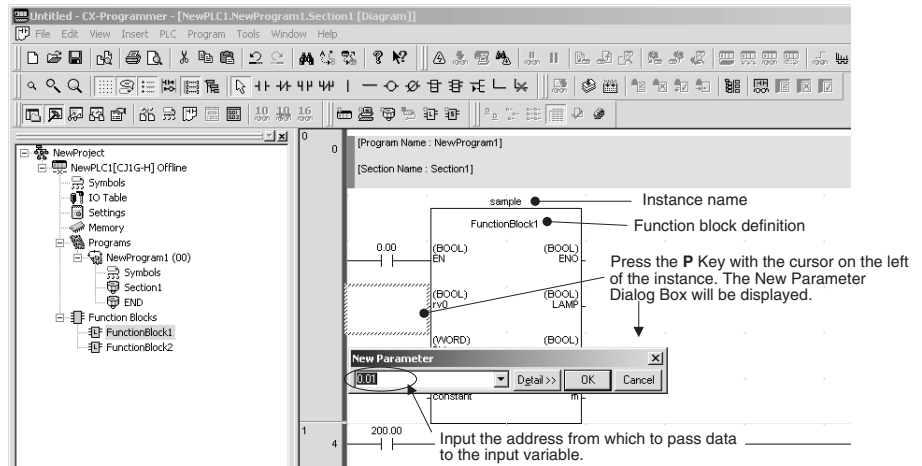 Untitled - CX-Programmer - [NewPLC1.NewProgram1.Section1 [Diagram]]
File Edit View Insert PLC Program Tools Window Help
10 10 16
NewProject
NewPLC1[CJ1G-H] Offline
Symbols
IO Table
Settings
Memory
Programs
NewProgram1 (00)
Symbols
Section1
END
Function Blocks
FunctionBlock1
FunctionBlock2
0
0
[Program Name : NewProgram1]
[Section Name : Section1]
sample
Instance name
FunctionBlock1
Function block definition
0.00
(BOOL)
EN
(BOOL)
ENO
Press the P Key with the cursor on the left
of the instance. The New Parameter
Dialog Box will be displayed.
(BOOL)
rv0
(BOOL)
LAMP
(WORD)
(BOOL)
New Parameter
0.01
Detail >>
OK
Cancel
constant
m
1
4
200.00
Input the address from which to pass data
to the input variable.